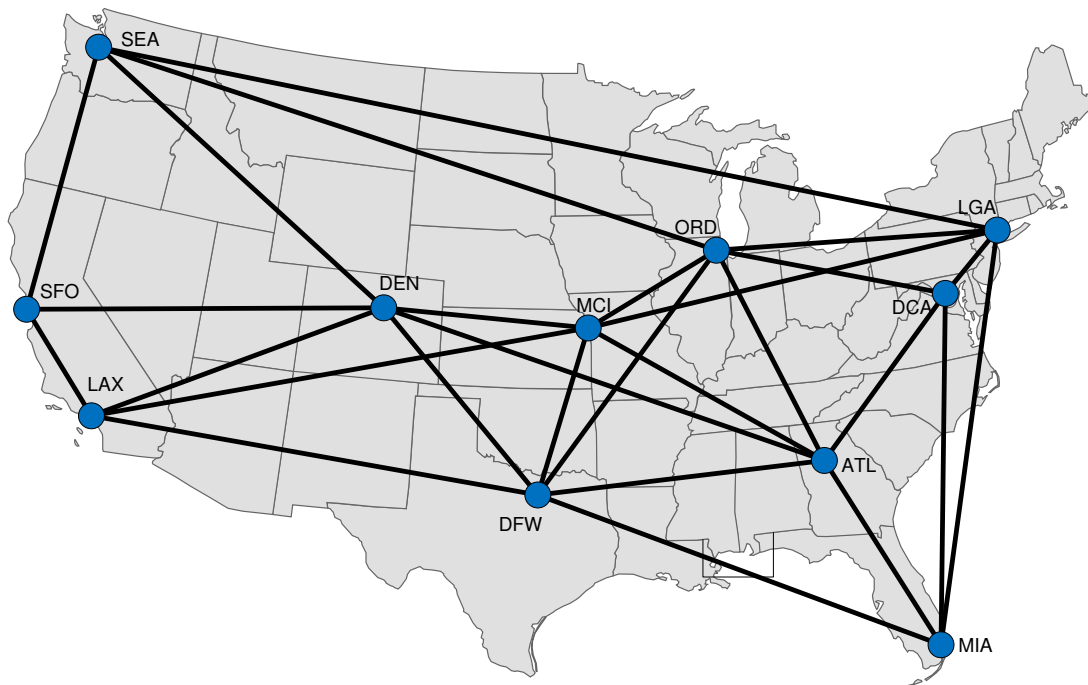 SEA
LGA
ORD
DEN
SFO
MCI
DCA
LAX
ATL
DFW
MIA